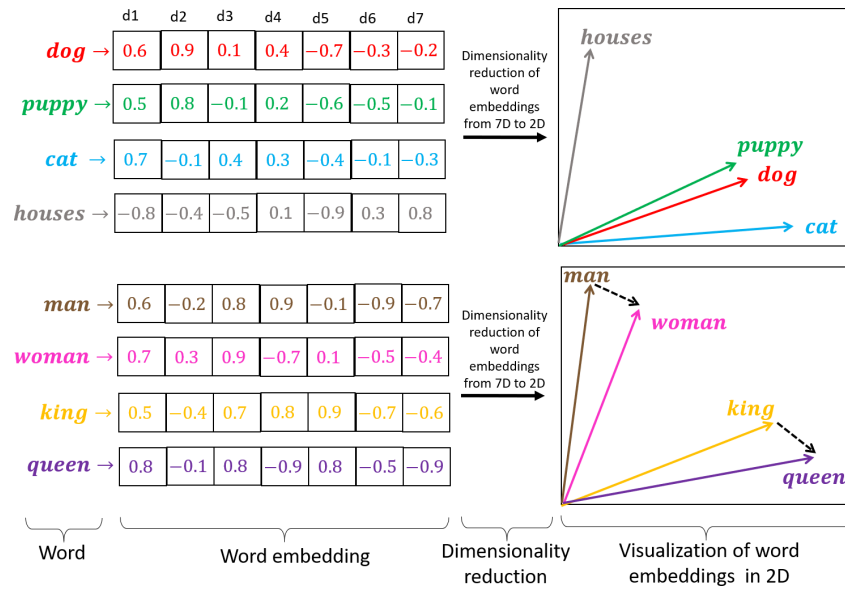 d1 d2 d3 d4 d5 d6 d7
dog → 0.6 0.9 0.1 0.4 −0.7 −0.3 −0.2
puppy → 0.5 0.8 −0.1 0.2 −0.6 −0.5 −0.1
cat → 0.7 −0.1 0.4 0.3 −0.4 −0.1 −0.3
houses → −0.8 −0.4 −0.5 0.1 −0.9 0.3 0.8
Dimensionality
reduction of
word
embeddings
from 7D to 2D
houses
puppy
dog
cat
man → 0.6 −0.2 0.8 0.9 −0.1 −0.9 −0.7
woman → 0.7 0.3 0.9 −0.7 0.1 −0.5 −0.4
king → 0.5 −0.4 0.7 0.8 0.9 −0.7 −0.6
queen → 0.8 −0.1 0.8 −0.9 0.8 −0.5 −0.9
Dimensionality
reduction of
word
embeddings
from 7D to 2D
man
woman
king
queen
Word
Word embedding
Dimensionality
reduction
Visualization of word
embeddings in 2D